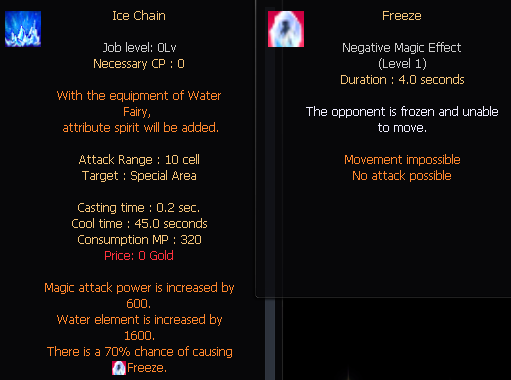 Ice Chain
Job level: 0Lv
Necessary CP : 0
With the equipment of Water
Fairy,
attribute spirit will be added.
Attack Range : 10 cell
Target : Special Area
Casting time : 0.2 sec.
Cool time : 45.0 seconds
Consumption MP : 320
Price: 0 Gold
Magic attack power is increased by
600.
Water element is increased by
1600.
There is a 70% chance of causing
Freeze.
Freeze
Negative Magic Effect
(Level 1)
Duration : 4.0 seconds
The opponent is frozen and unable
to move.
Movement impossible
No attack possible